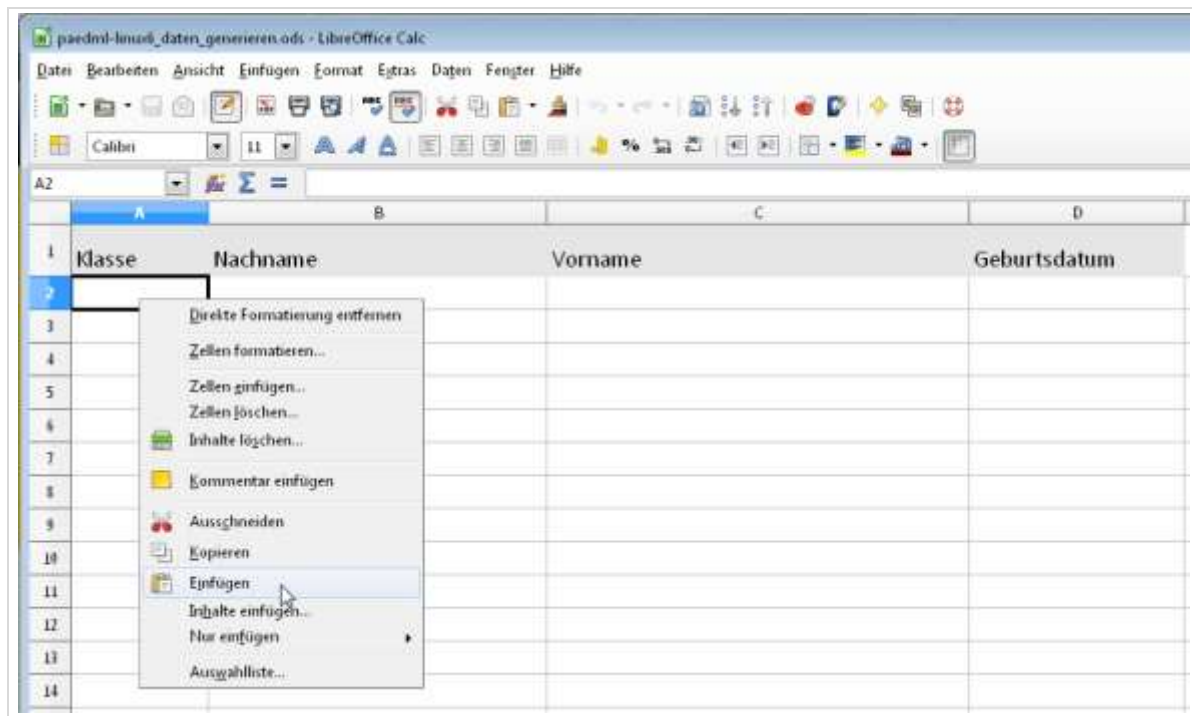 paedml-linux6_daten_generieren.ods - LibreOffice Calc
Datei Bearbeiten Ansicht Einfügen Format Extras Daten Fenster Hilfe
Calibri 11
A2
A B C D
1 Klasse Nachname Vorname Geburtsdatum
2
Direkte Formatierung entfernen
3
Zellen formatieren...
4
Zellen einfügen...
5
Zellen löschen...
6
Inhalte löschen...
7
Kommentar einfügen
8
Ausschneiden
9
Kopieren
10
Einfügen
11
Inhalte einfügen...
12
Nur einfügen
13
Auswahlliste...
14